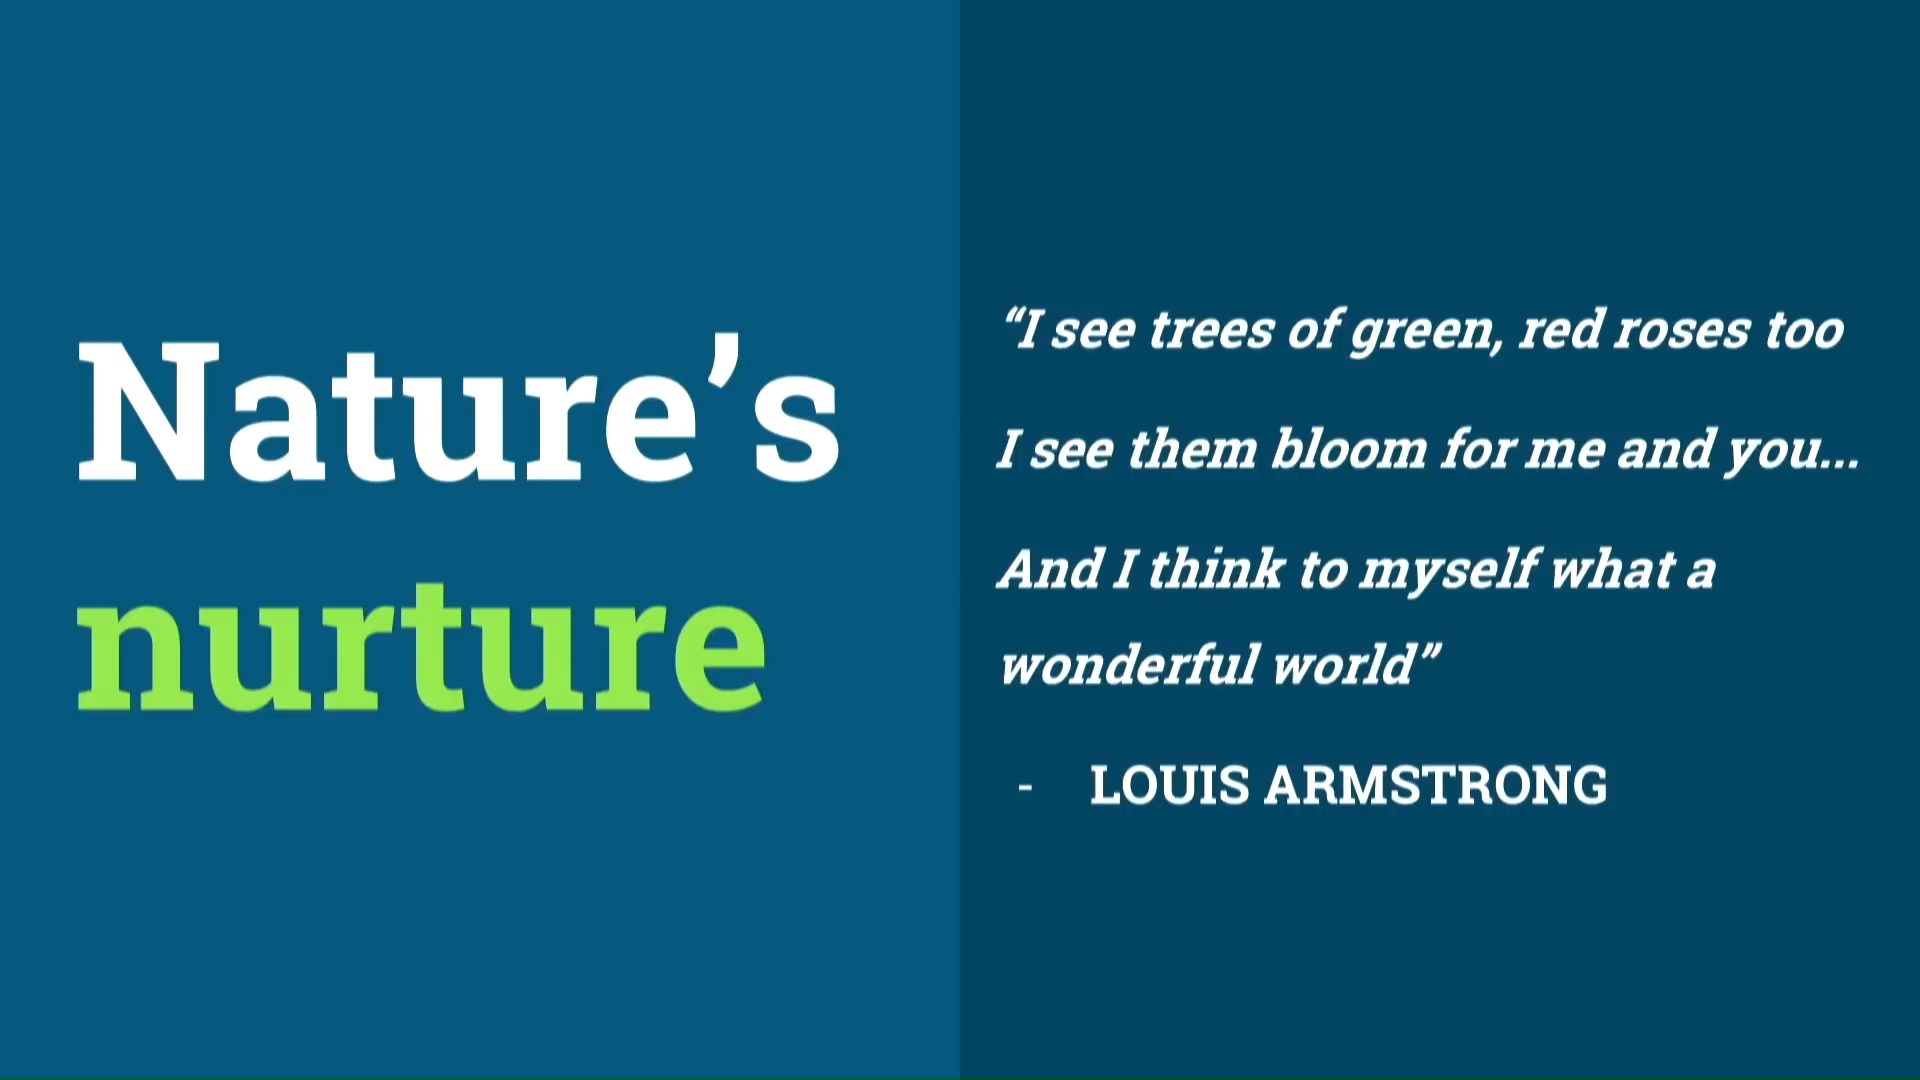 Nature’s
nurture
“I see trees of green, red roses too
I see them bloom for me and you...
And I think to myself what a
wonderful world”
- LOUIS ARMSTRONG